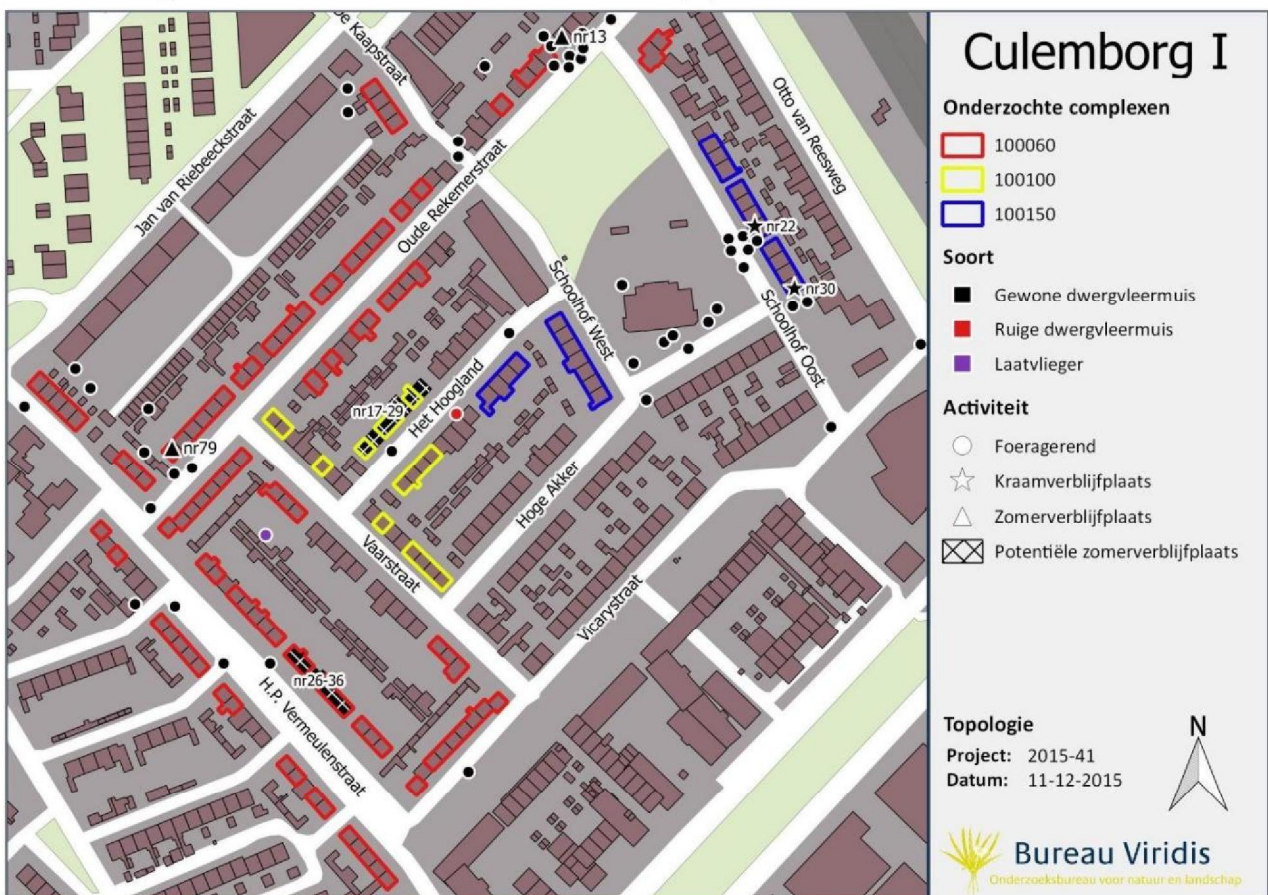 Culemborg I
Onderzochte complexen
100060
100100
100150
Soort
Gewone dwergvleermuis
Ruige dwergvleermuis
Laatvlieger
Activiteit
Foeragerend
Kraamverblijfplaats
Zomerverblijfplaats
Potentiële zomerverblijfplaats
Topologie
Project: 2015-41
Datum: 11-12-2015
N
Bureau Viridis
Onderzoeksbureau voor natuur en landschap
De Kaapstraat
nr13
Jan van Riebeeckstraat
Oude Rekemerstraat
Otto van Reesweg
nr22
nr30
Schoolhof West
Schoolhof Oost
Het Hoogland
nr17-29
nr79
Hoge Akker
Vaarstraat
Vicarystraat
nr26-36
H.P. Vermeulenstraat